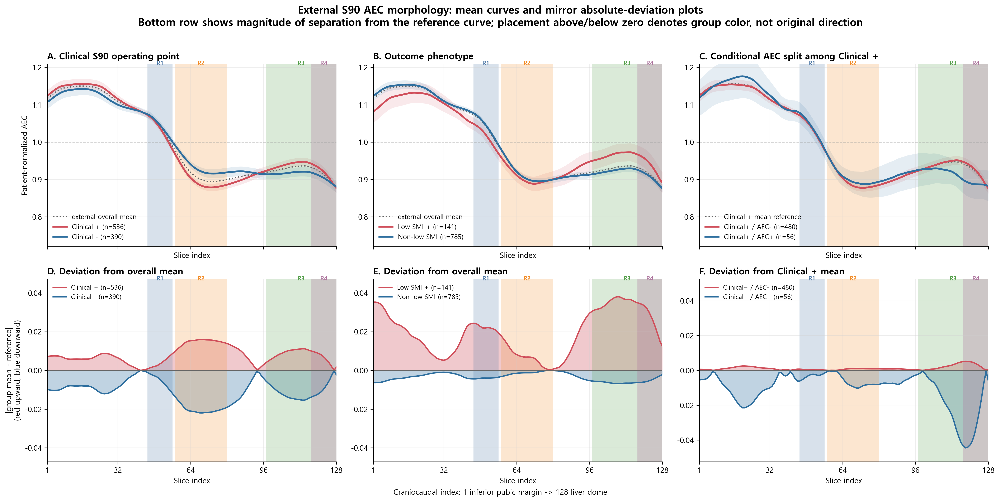 External S90 AEC morphology: mean curves and mirror absolute-deviation plots
Bottom row shows magnitude of separation from the reference curve; placement above/below zero denotes group color, not original direction
A. Clinical S90 operating point
R1 R2 R3 R4
1.2
1.1
1.0
0.9
0.8
Patient-normalized AEC
external overall mean
Clinical + (n=536)
Clinical - (n=390)
Slice index
B. Outcome phenotype
R1 R2 R3 R4
1.2
1.1
1.0
0.9
0.8
external overall mean
Low SMI + (n=141)
Non-low SMI (n=785)
Slice index
C. Conditional AEC split among Clinical +
R1 R2 R3 R4
1.2
1.1
1.0
0.9
0.8
Clinical + mean reference
Clinical+ / AEC- (n=480)
Clinical+ / AEC+ (n=56)
Slice index
D. Deviation from overall mean
R1 R2 R3 R4
Clinical + (n=536)
Clinical - (n=390)
0.04
0.02
0.00
-0.02
-0.04
|group mean - reference|
(red upward, blue downward)
1 32 64 96 128
Slice index
E. Deviation from overall mean
R1 R2 R3 R4
Low SMI + (n=141)
Non-low SMI (n=785)
0.04
0.02
0.00
-0.02
-0.04
1 32 64 96 128
Slice index
F. Deviation from Clinical + mean
R1 R2 R3 R4
Clinical+ / AEC- (n=480)
Clinical+ / AEC+ (n=56)
0.04
0.02
0.00
-0.02
-0.04
1 32 64 96 128
Slice index
Craniocaudal index: 1 inferior pubic margin -> 128 liver dome